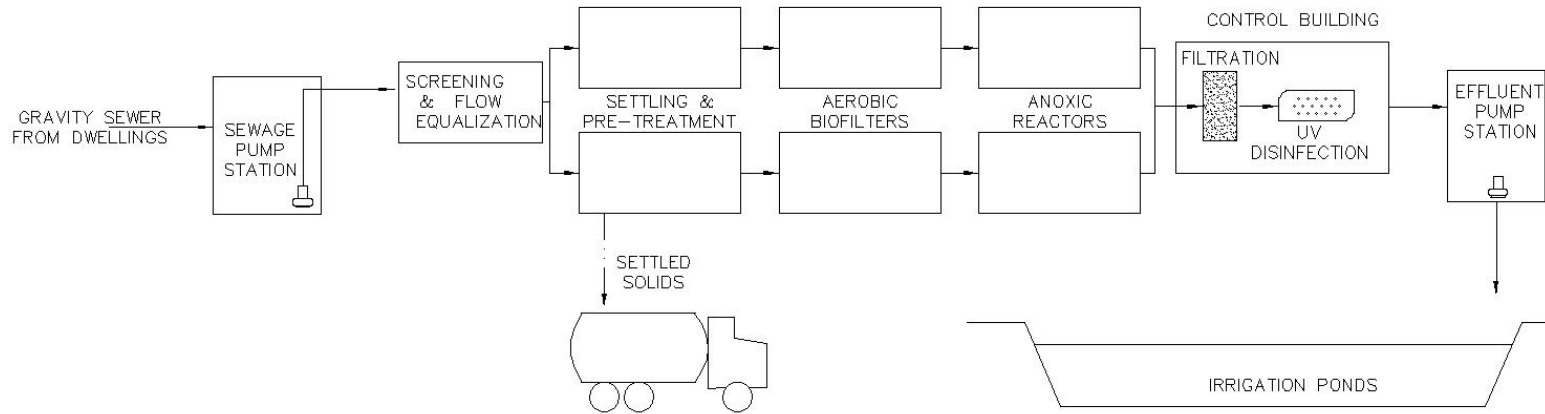 GRAVITY SEWER
FROM DWELLINGS
SEWAGE
PUMP
STATION
SCREENING
& FLOW
EQUALIZATION
SETTLING &
PRE-TREATMENT
AEROBIC
BIOFILTERS
ANOXIC
REACTORS
CONTROL BUILDING
FILTRATION
UV
DISINFECTION
EFFLUENT
PUMP
STATION
SETTLED
SOLIDS
IRRIGATION PONDS